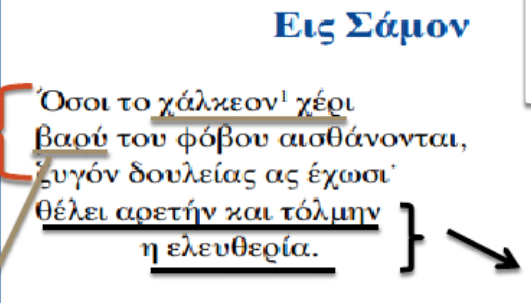 Εις Σάμον
Όσοι το χάλκεον¹ χέρι
βαρύ του φόβου αισθάνονται,
ζυγόν δουλείας ας έχωσι·
θέλει αρετήν και τόλμην
η ελευθερία.